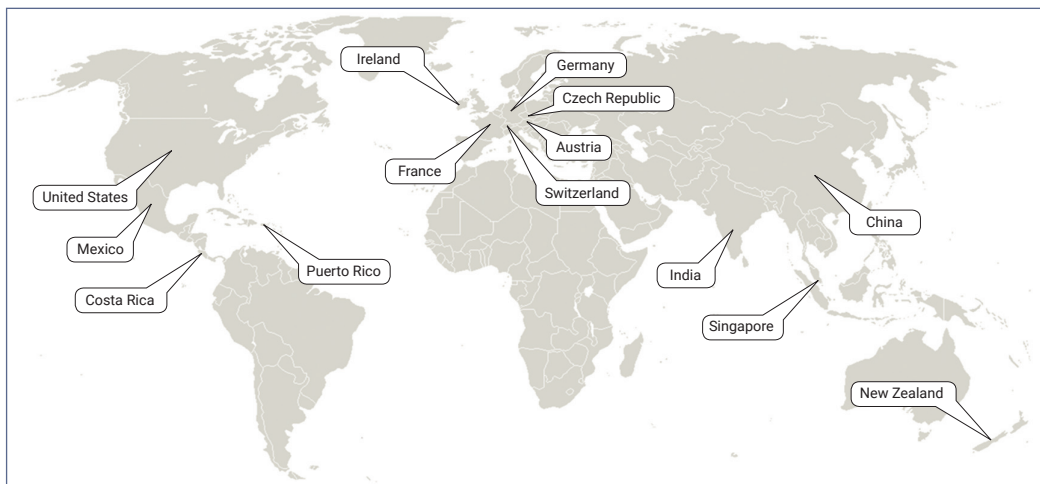 Ireland
Germany
Czech Republic
Austria
France
Switzerland
United States
China
Mexico
Puerto Rico
India
Costa Rica
Singapore
New Zealand